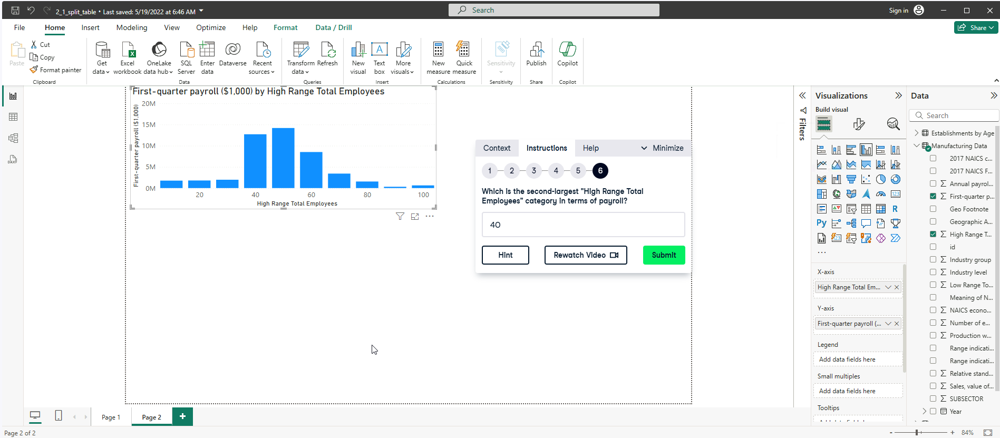 2_1_split_table • Last saved: 5/19/2022 at 6:46 AM
Search
Sign in
File
Home
Insert
Modeling
View
Optimize
Help
Format
Data / Drill
Share
Paste
Cut
Copy
Format painter
Clipboard
Get data
Excel workbook
OneLake data hub
SQL Server
Enter data
Dataverse
Recent sources
Data
Transform data
Refresh
Queries
New visual
Text box
More visuals
Insert
New measure
Quick measure
Calculations
Sensitivity
Sensitivity
Publish
Share
Copilot
Copilot
First-quarter payroll ($1,000) by High Range Total Employees
First-quarter payroll ($1,000)
20M
15M
10M
5M
0M
20
40
60
80
100
High Range Total Employees
Context
Instructions
Help
Minimize
1
2
3
4
5
6
Which is the second-largest "High Range Total
Employees" category in terms of payroll?
40
Hint
Rewatch Video
Submit
Filters
Visualizations
Build visual
123
R
Py
123
...
X-axis
High Range Total Em...
Y-axis
First-quarter payroll (...
Legend
Add data fields here
Small multiples
Add data fields here
Tooltips
Data
Search
Establishments by Age
Manufacturing Data
2017 NAICS c...
2017 NAICS F...
Annual payrol...
First-quarter p...
Geo Footnote
Geographic A...
High Range T...
id
Industry group
Industry level
Low Range To...
Meaning of N...
NAICS econo...
Number of e...
Production w...
Range indicati...
Range indicati...
Relative stand...
Sales, value of...
SUBSECTOR
Year
Page 1
Page 2
Page 2 of 2
84%